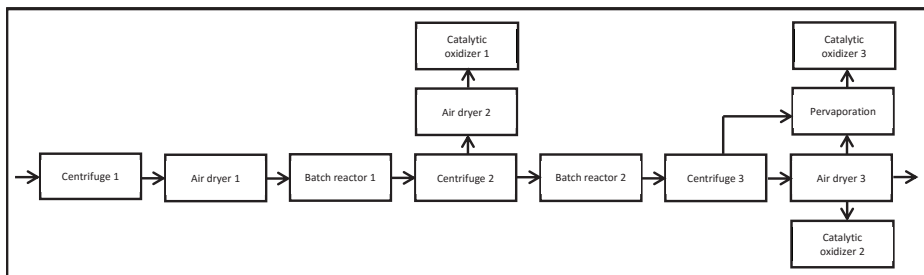 Catalytic
oxidizer 1
Catalytic
oxidizer 3
Air dryer 2
Pervaporation
Centrifuge 1
Air dryer 1
Batch reactor 1
Centrifuge 2
Batch reactor 2
Centrifuge 3
Air dryer 3
Catalytic
oxidizer 2